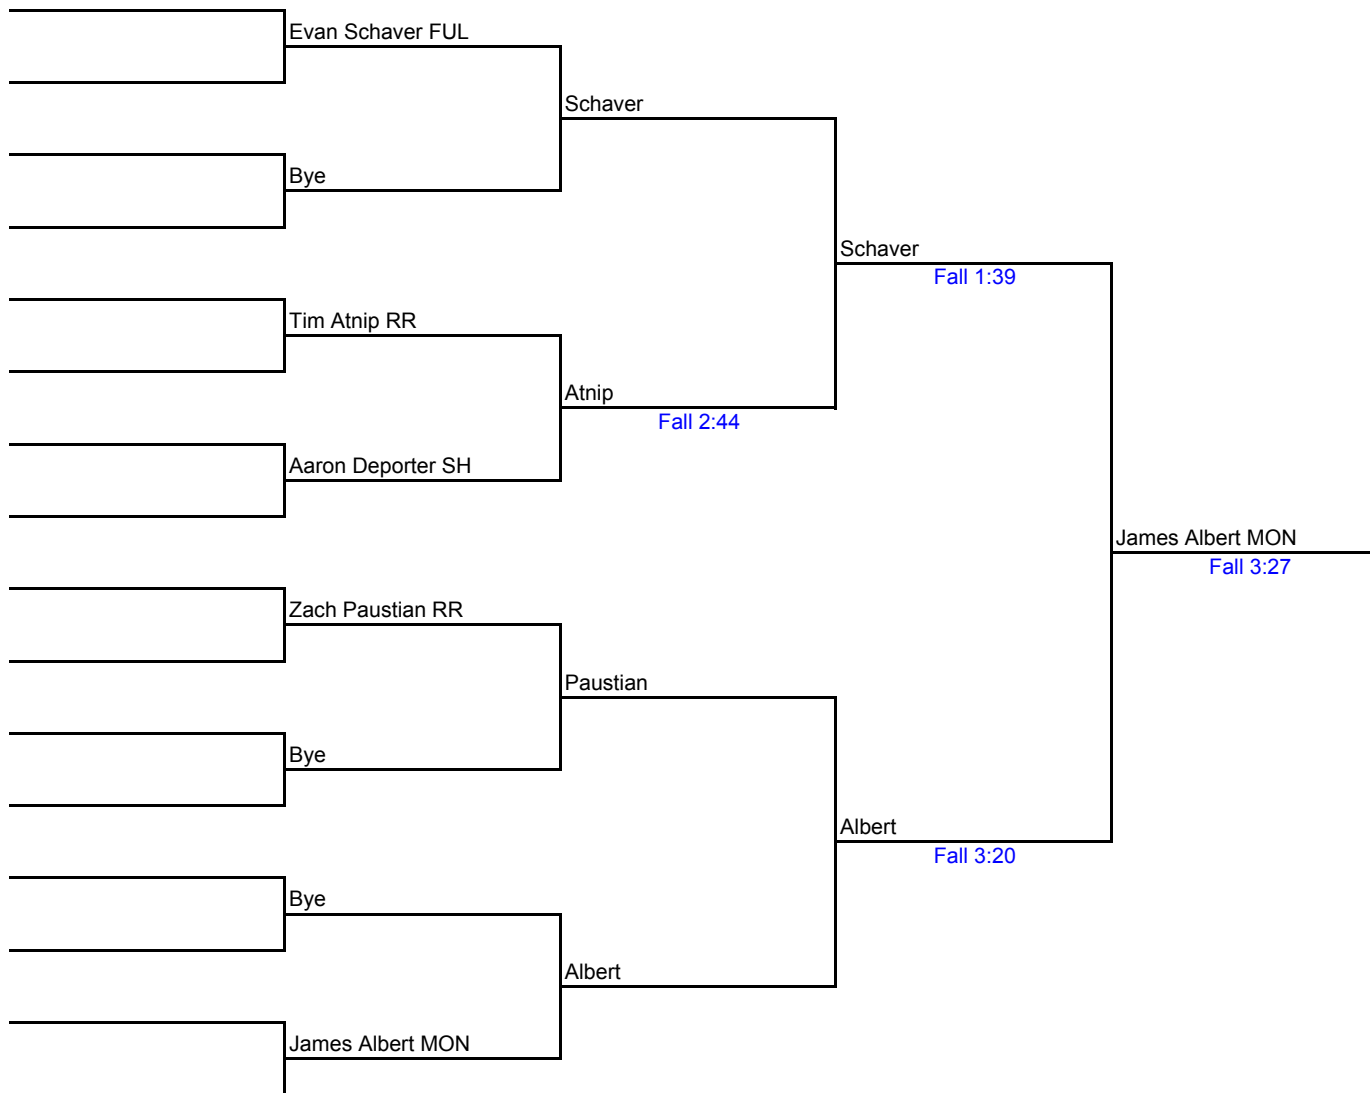 Evan Schaver FUL
Schaver
Bye
Schaver
Fall 1:39
Tim Atnip RR
Atnip
Fall 2:44
Aaron Deporter SH
James Albert MON
Fall 3:27
Zach Paustian RR
Paustian
Bye
Albert
Fall 3:20
Bye
Albert
James Albert MON